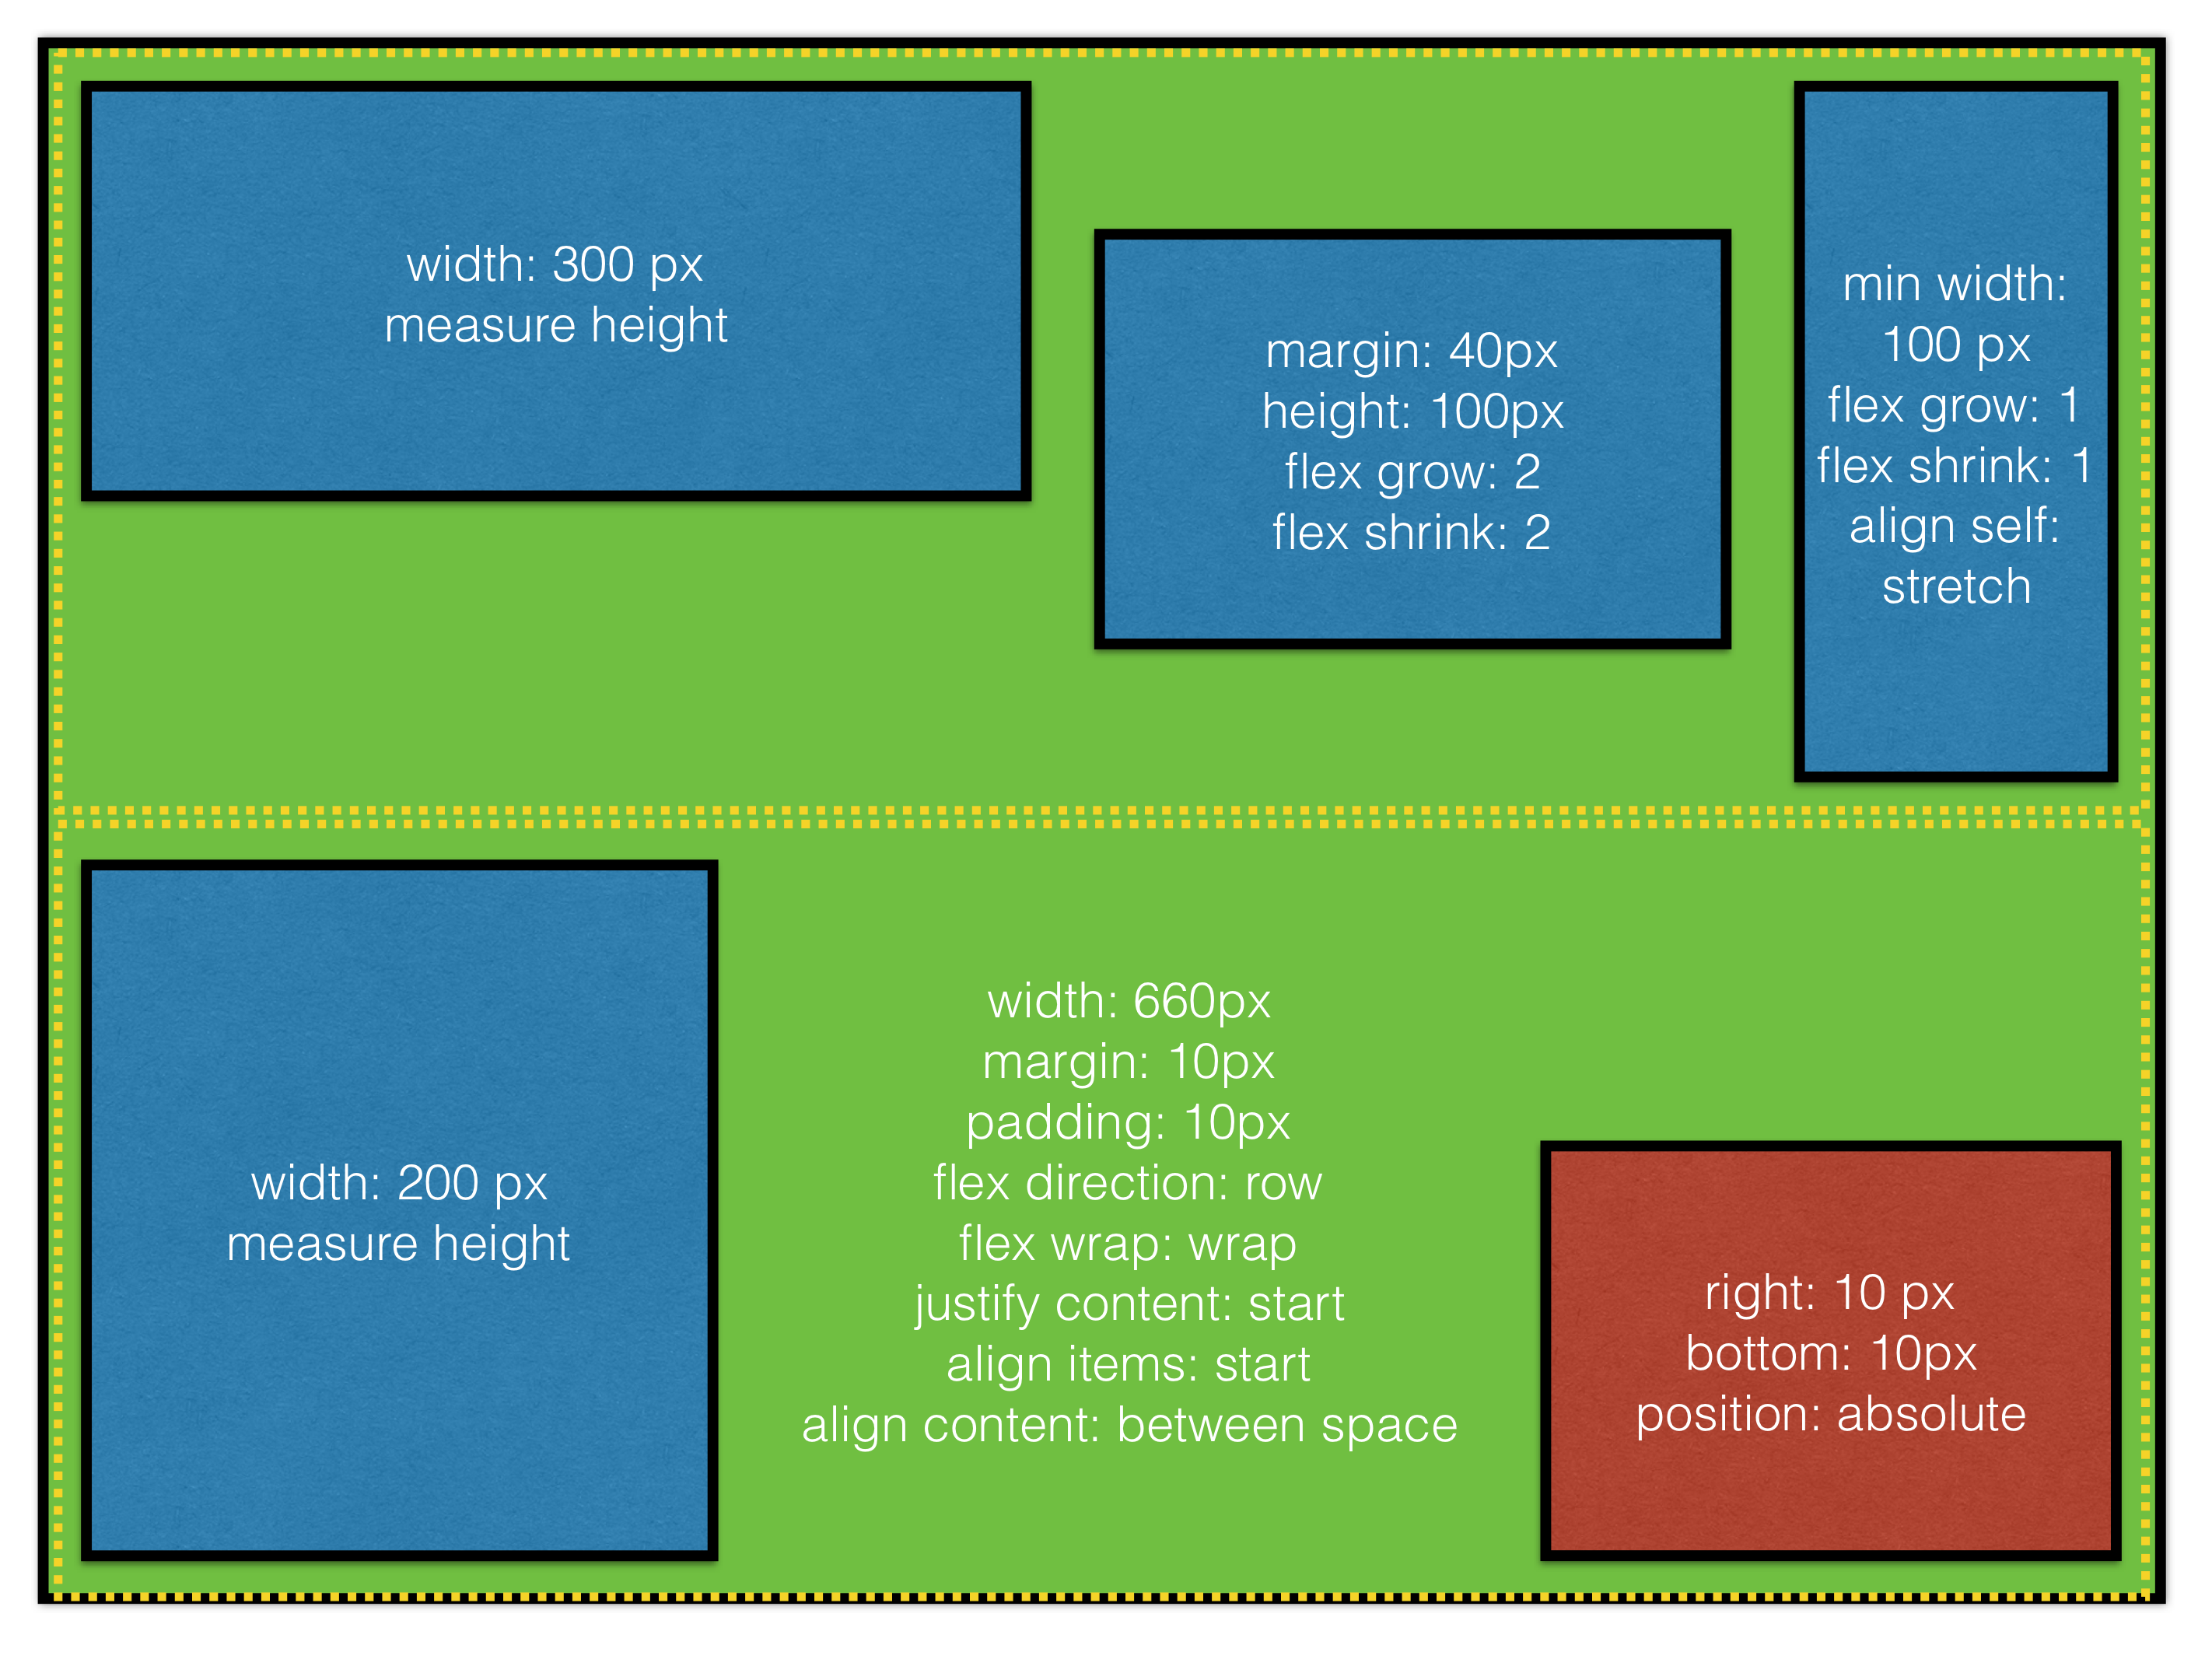 width: 300 px
measure height
margin: 40px
height: 100px
flex grow: 2
flex shrink: 2
min width:
100 px
flex grow: 1
flex shrink: 1
align self:
stretch
width: 200 px
measure height
width: 660px
margin: 10px
padding: 10px
flex direction: row
flex wrap: wrap
justify content: start
align items: start
align content: between space
right: 10 px
bottom: 10px
position: absolute